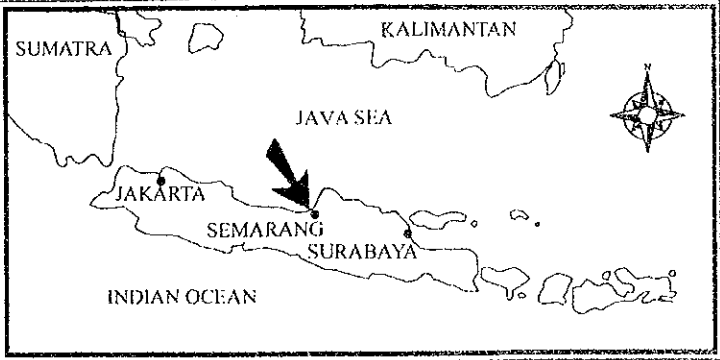 KALIMANTAN
SUMATRA
N
JAVA SEA
JAKARTA
SEMARANG
SURABAYA
INDIAN OCEAN